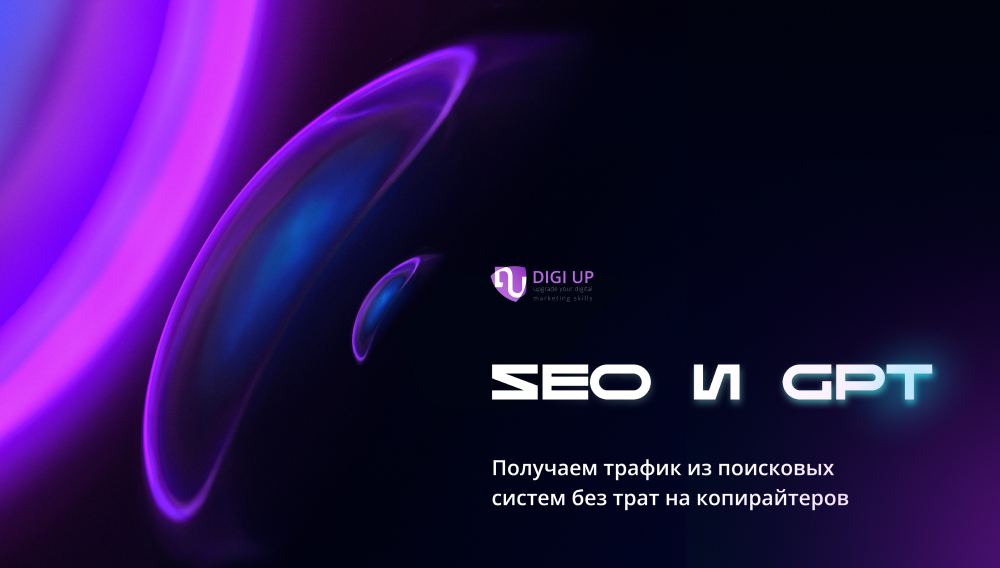 DIGI UP
upgrade your digital
marketing skills
SEO И GPT
Получаем трафик из поисковых
систем без трат на копирайтеров